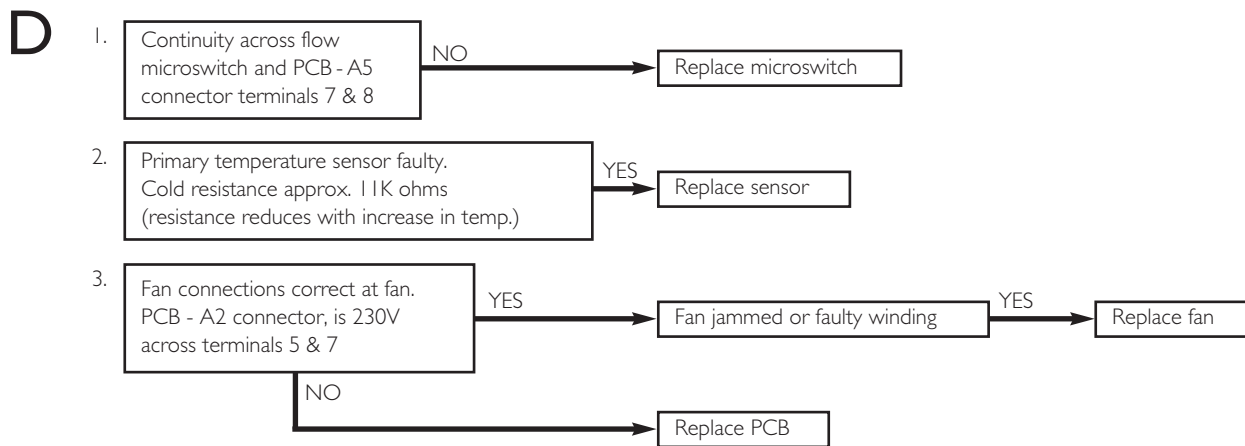 D
1.
Continuity across flow
microswitch and PCB - A5
connector terminals 7 & 8
NO
Replace microswitch
2.
Primary temperature sensor faulty.
Cold resistance approx. 11K ohms
(resistance reduces with increase in temp.)
YES
Replace sensor
3.
Fan connections correct at fan.
PCB - A2 connector, is 230V
across terminals 5 & 7
YES
Fan jammed or faulty winding
YES
Replace fan
NO
Replace PCB